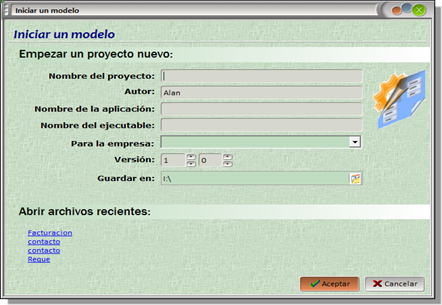 Iniciar un modelo
Iniciar un modelo
Empezar un proyecto nuevo:
Nombre del proyecto:
Autor: Alan
Nombre de la aplicación:
Nombre del ejecutable:
Para la empresa:
Versión: 1 0
Guardar en: I:\
Abrir archivos recientes:
Facturacion
contacto
contacto
Reque
Aceptar Cancelar